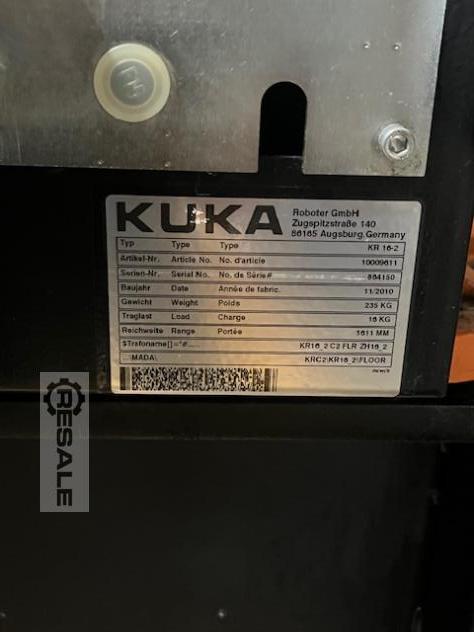 KUKA
Roboter GmbH
Zugspitzstraße 140
86165 Augsburg,Germany
Typ Type Type KR 16-2
Artikel-Nr. Article No. No. d'article 10009611
Serien-Nr. Serial No. No. de Série# 864150
Baujahr Date Année de fabric. 11/2010
Gewicht Weight Poids 235 KG
Traglast Load Charge 16 KG
Reichweite Range Portée 1611 MM
$Trafoname[]="#...... KR16_2 C2 FLR ZH16_2
...\MADA\ KRC2\KR16_2\FLOOR
RESALE